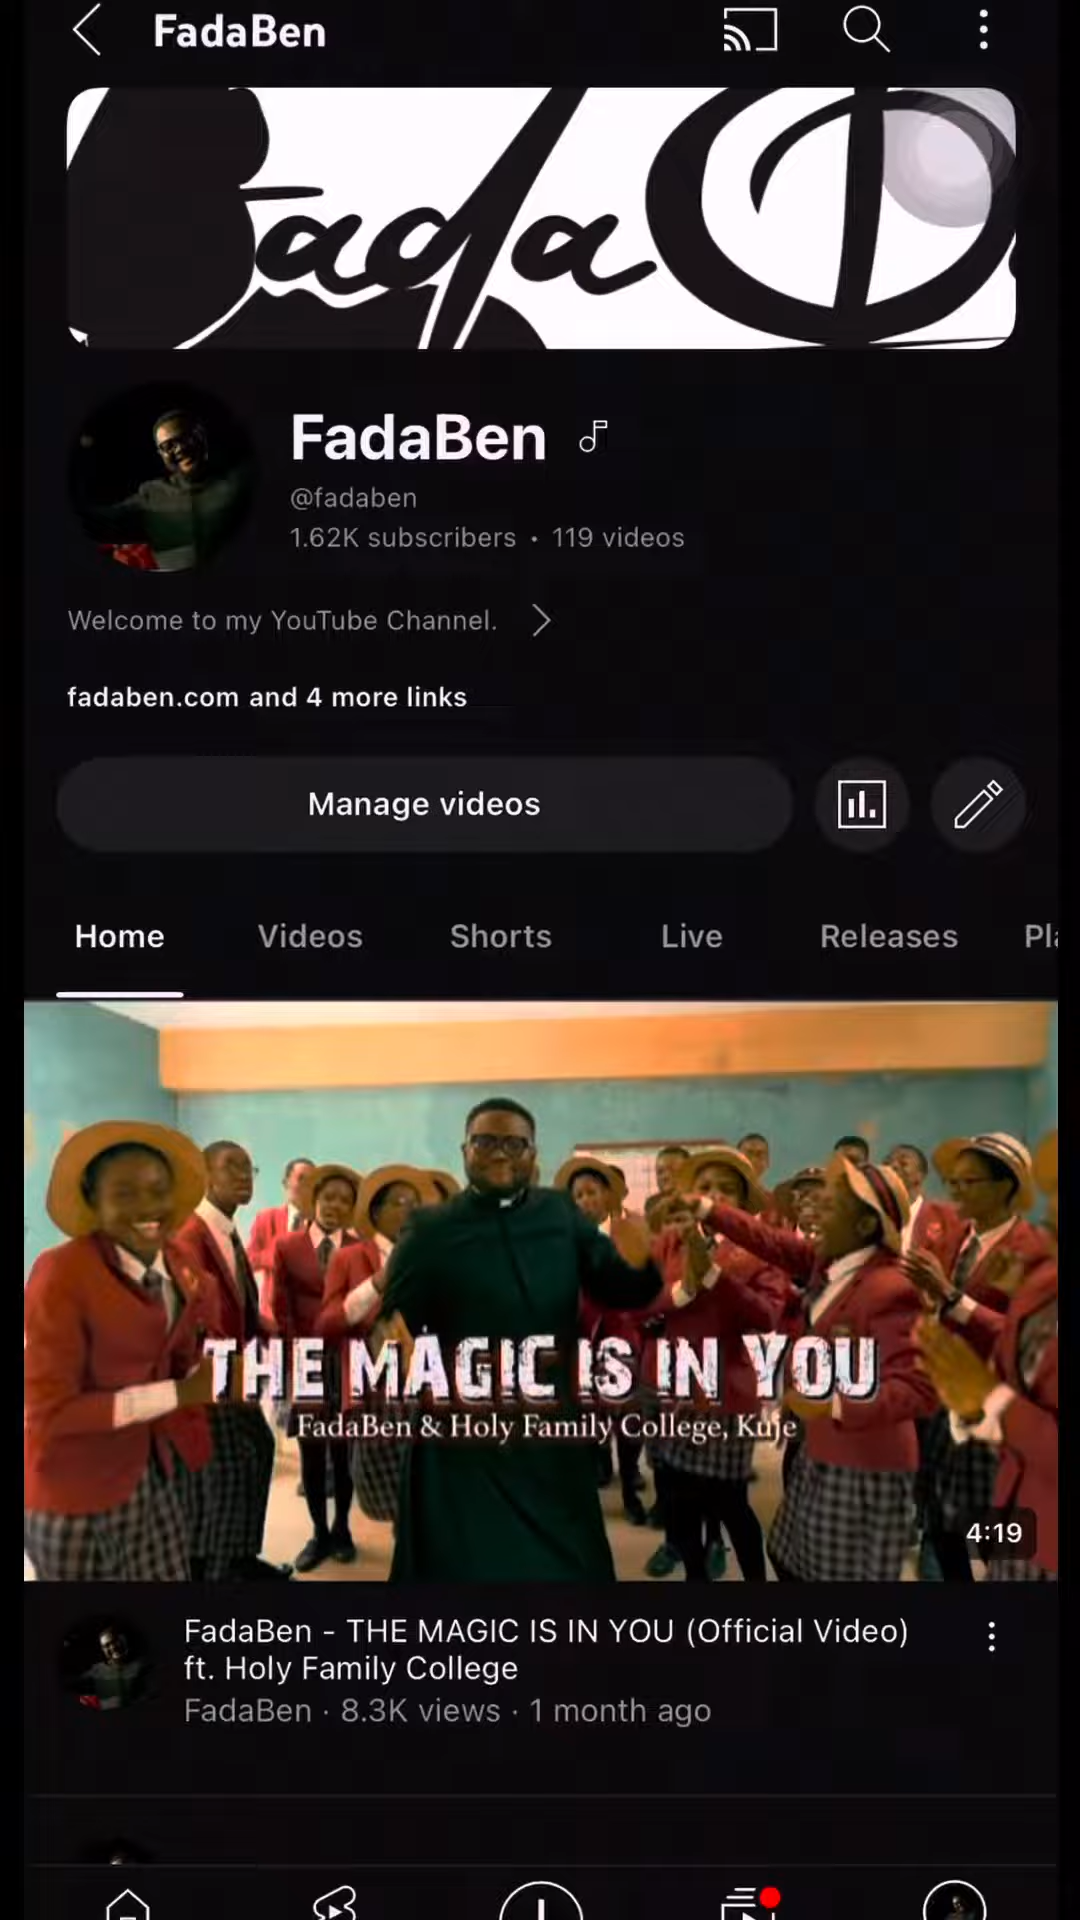 FadaBen
Fada B
FadaBen
@fadaben
1.62K subscribers • 119 videos
Welcome to my YouTube Channel.
fadaben.com and 4 more links
Manage videos
Home Videos Shorts Live Releases Pla
THE MAGIC IS IN YOU
FadaBen & Holy Family College, Kuje
4:19
FadaBen - THE MAGIC IS IN YOU (Official Video)
ft. Holy Family College
FadaBen · 8.3K views · 1 month ago